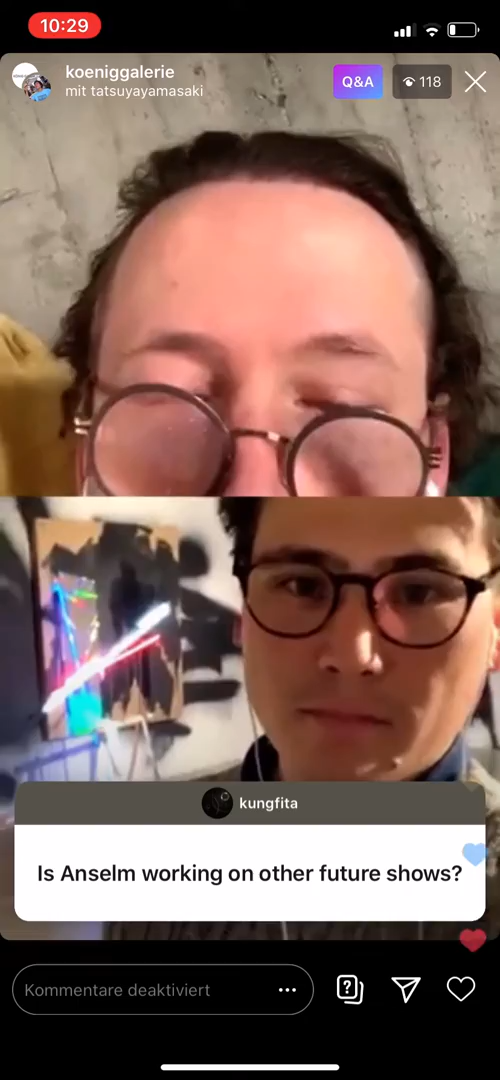 10:29
koeniggalerie
mit tatsuyayamasaki
Q&A
118
kungfita
Is Anselm working on other future shows?
Kommentare deaktiviert